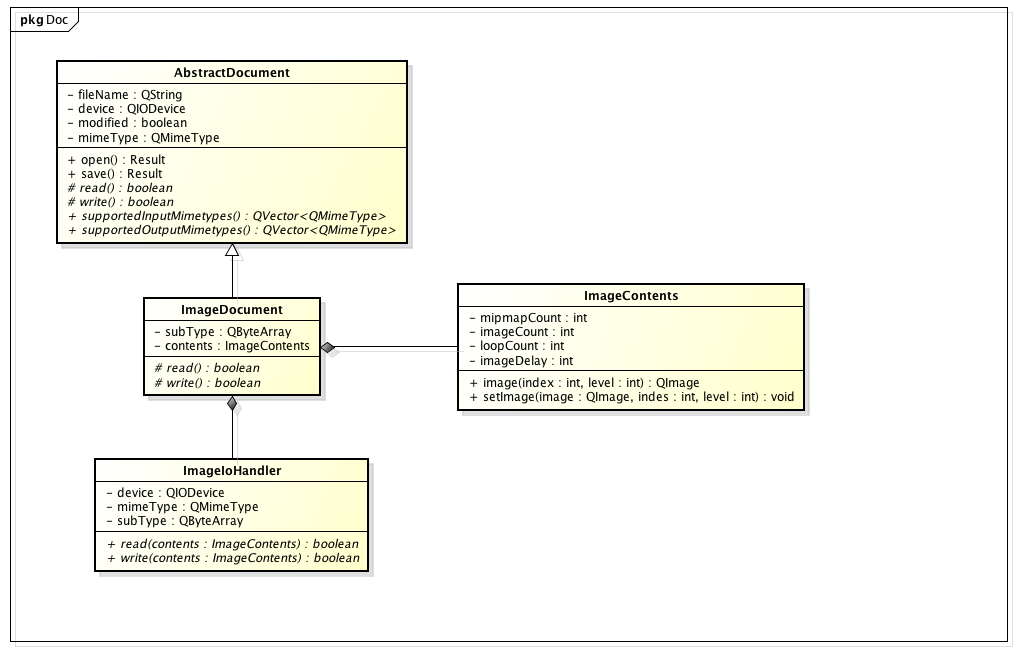 pkg Doc
AbstractDocument
- fileName : QString
- device : QIODevice
- modified : boolean
- mimeType : QMimeType
+ open() : Result
+ save() : Result
# read() : boolean
# write() : boolean
+ supportedInputMimetypes() : QVector<QMimeType>
+ supportedOutputMimetypes() : QVector<QMimeType>
ImageDocument
- subType : QByteArray
- contents : ImageContents
# read() : boolean
# write() : boolean
ImageContents
- mipmapCount : int
- imageCount : int
- loopCount : int
- imageDelay : int
+ image(index : int, level : int) : QImage
+ setImage(image : QImage, indes : int, level : int) : void
ImageIoHandler
- device : QIODevice
- mimeType : QMimeType
- subType : QByteArray
+ read(contents : ImageContents) : boolean
+ write(contents : ImageContents) : boolean